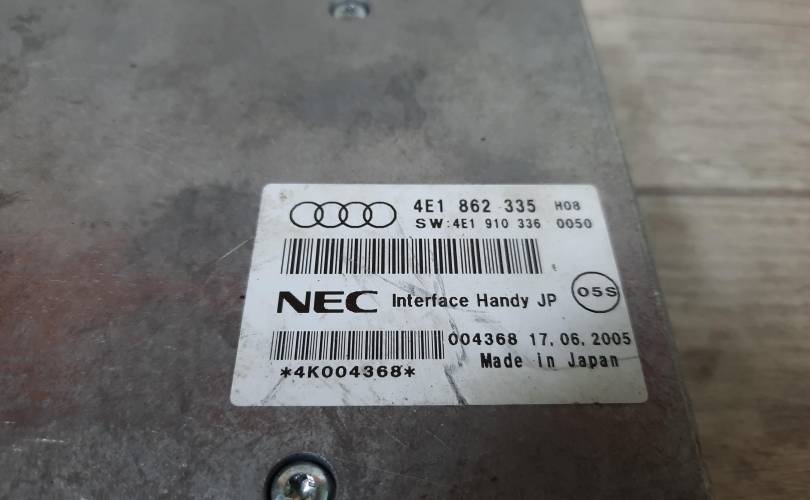 4E1 862 335 H08
SW:4E1 910 336 0050
NEC Interface Handy JP 05S
004368 17.06.2005
Made in Japan
*4K004368*